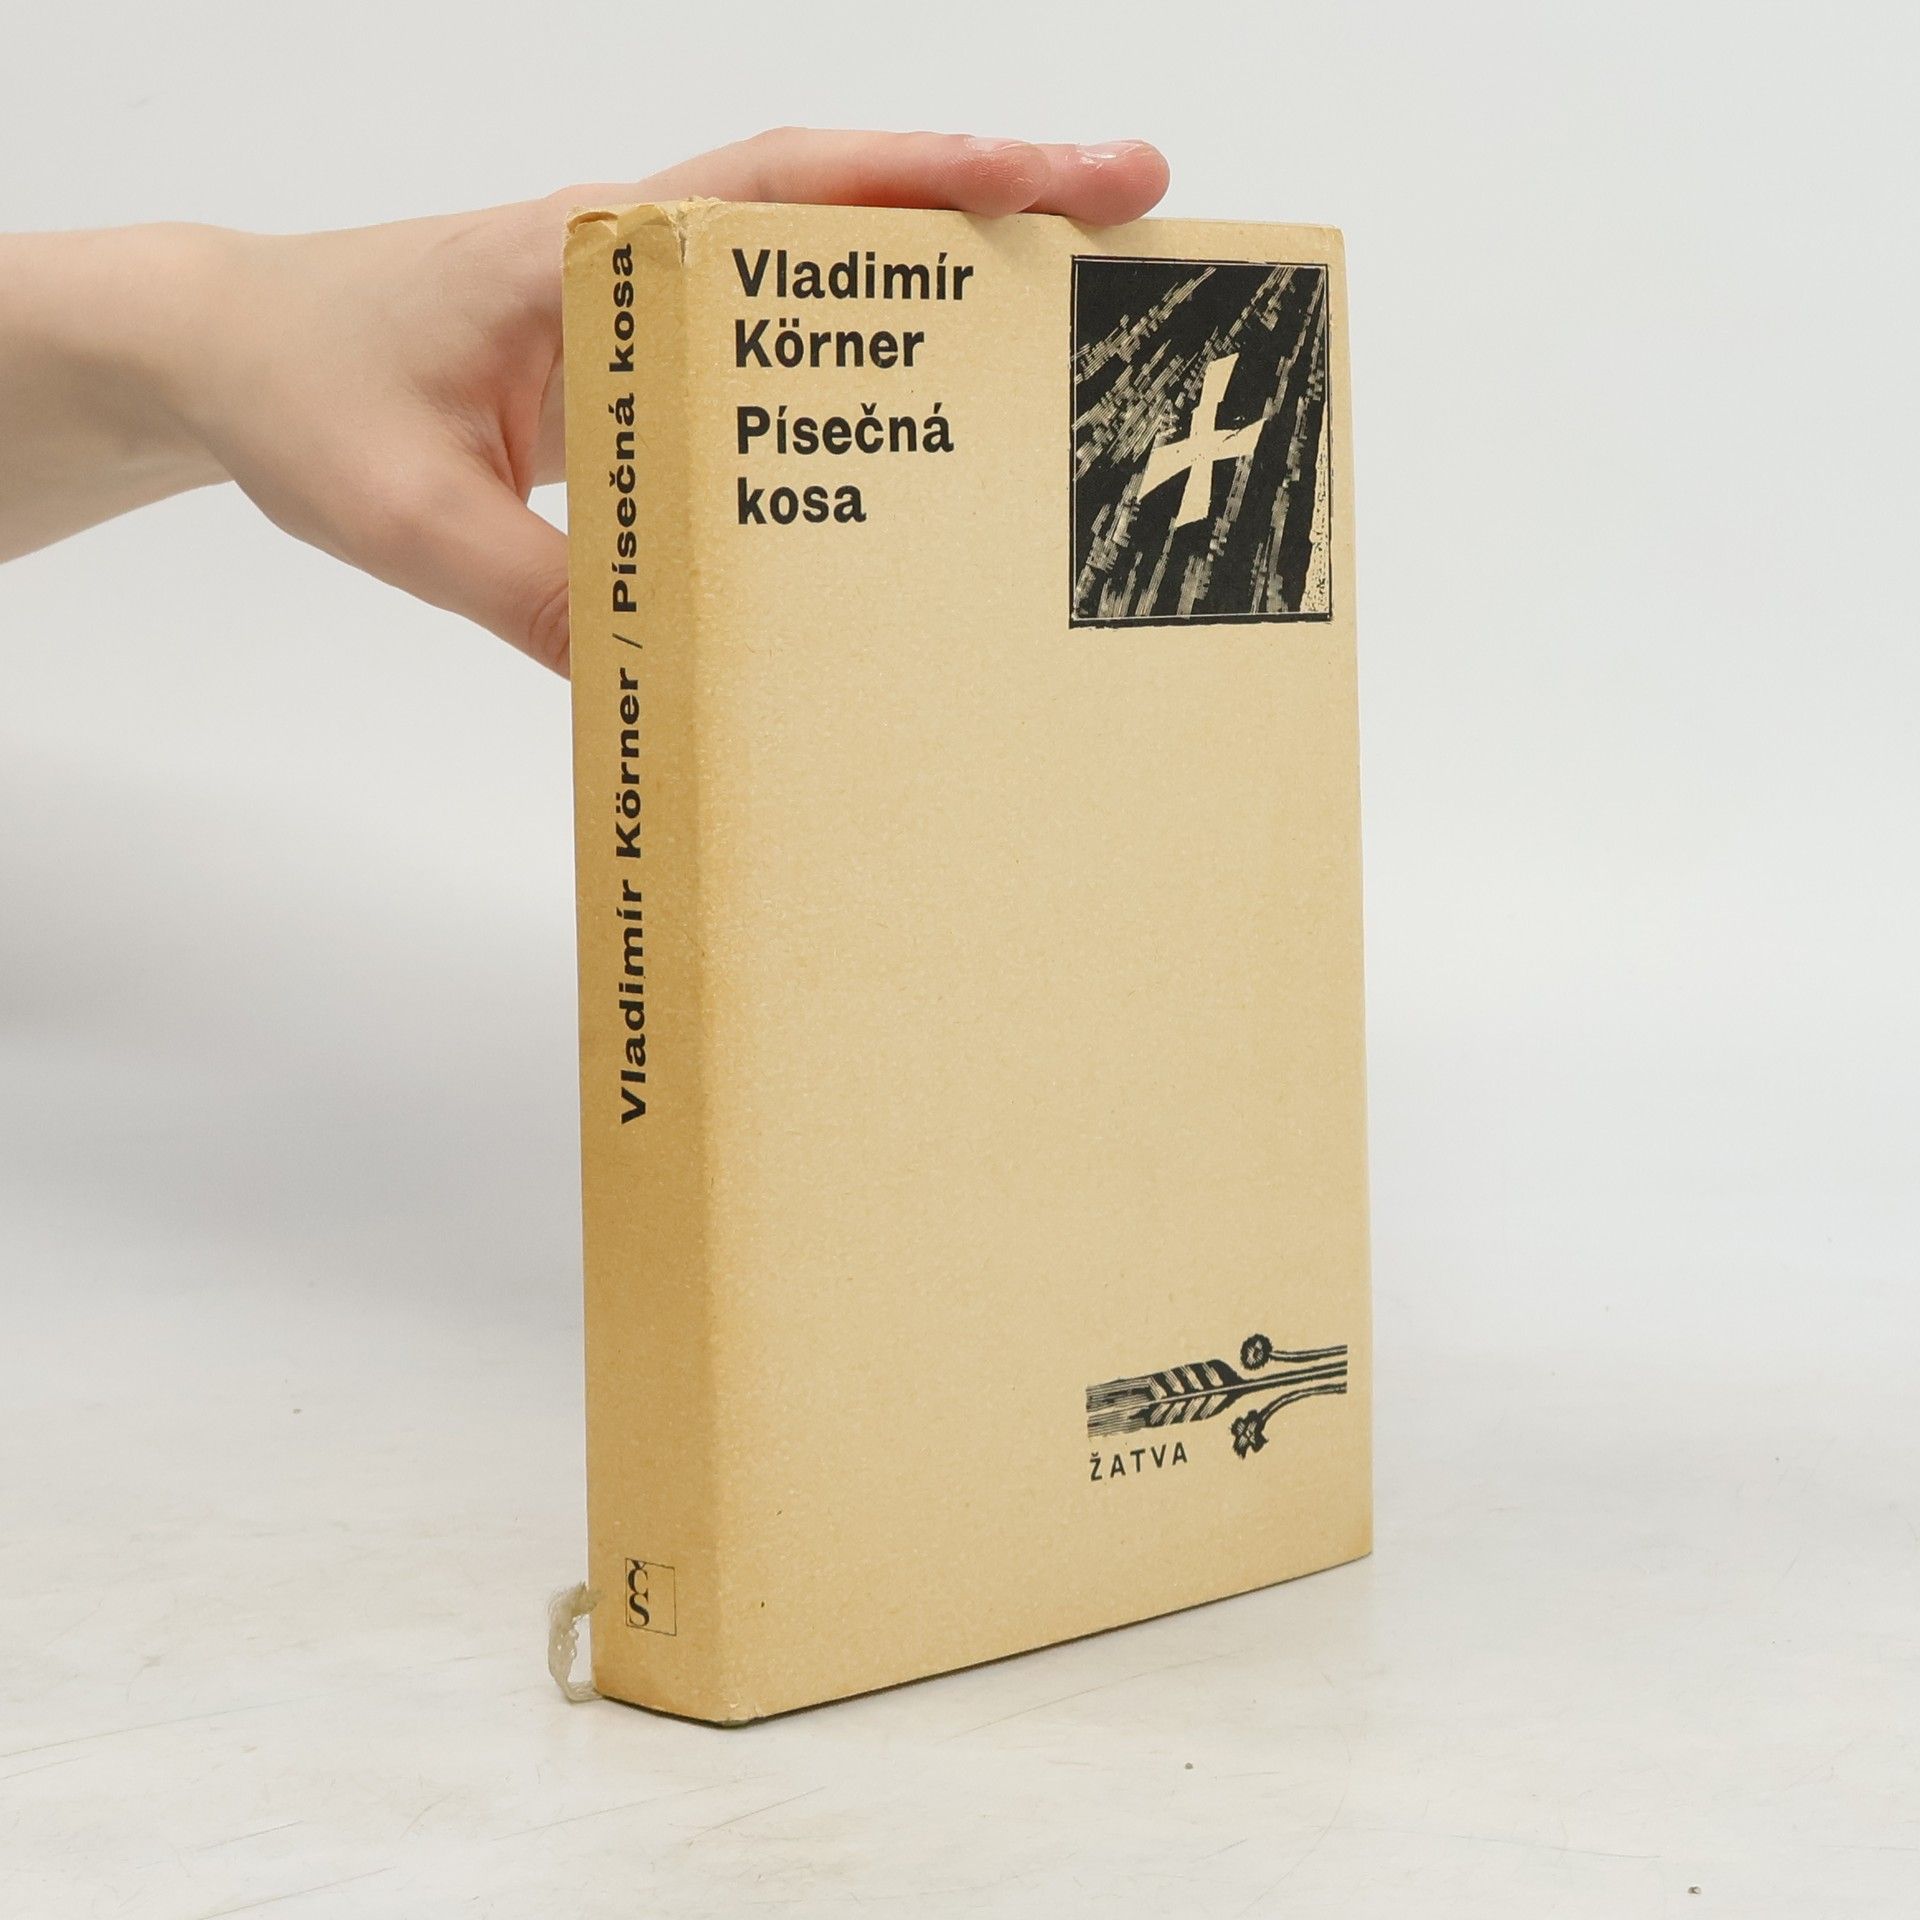 Vladimír
Körner
Písečná
kosa
Vladimír Körner / Písečná kosa
ŽATVA
ČS